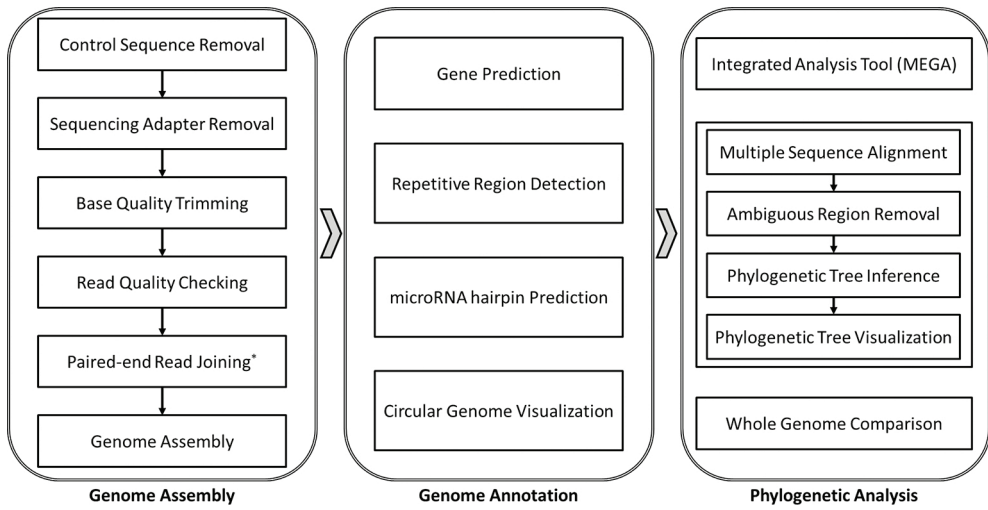 Control Sequence Removal
Sequencing Adapter Removal
Base Quality Trimming
Read Quality Checking
Paired-end Read Joining*
Genome Assembly
Genome Assembly
Gene Prediction
Repetitive Region Detection
microRNA hairpin Prediction
Circular Genome Visualization
Genome Annotation
Integrated Analysis Tool (MEGA)
Multiple Sequence Alignment
Ambiguous Region Removal
Phylogenetic Tree Inference
Phylogenetic Tree Visualization
Whole Genome Comparison
Phylogenetic Analysis